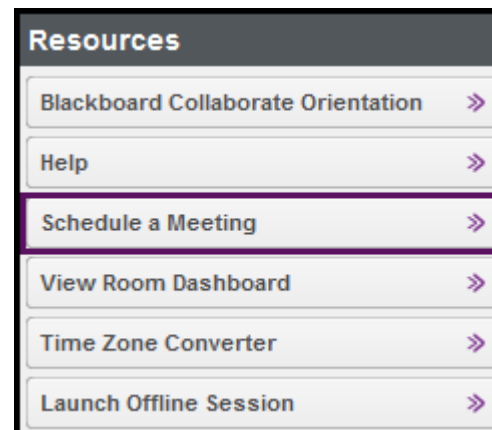 Resources
Blackboard Collaborate Orientation
Help
Schedule a Meeting
View Room Dashboard
Time Zone Converter
Launch Offline Session